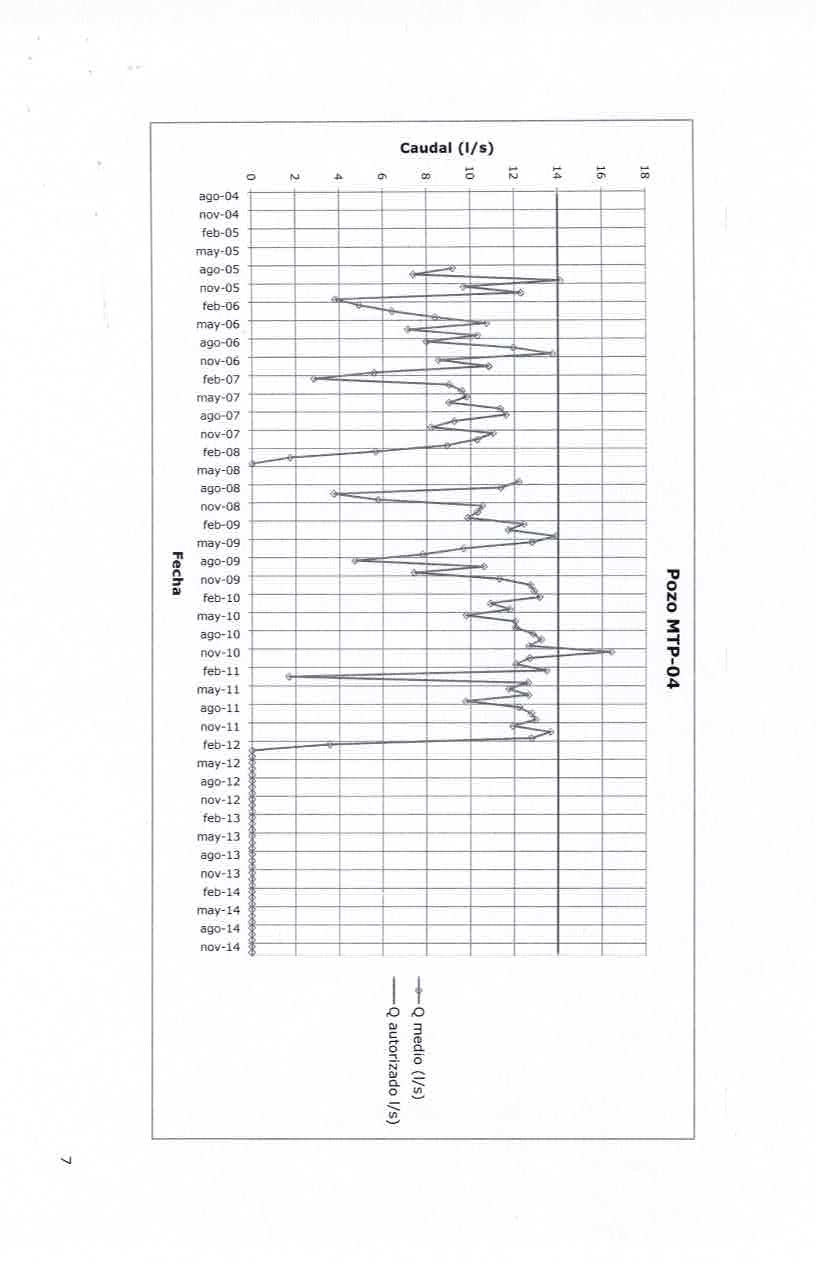 Pozo MTP-04
Caudal (l/s)
18
16
14
12
10
8
6
4
2
0
ago-04
nov-04
feb-05
may-05
ago-05
nov-05
feb-06
may-06
ago-06
nov-06
feb-07
may-07
ago-07
nov-07
feb-08
may-08
ago-08
nov-08
feb-09
may-09
ago-09
nov-09
feb-10
may-10
ago-10
nov-10
feb-11
may-11
ago-11
nov-11
feb-12
may-12
ago-12
nov-12
feb-13
may-13
ago-13
nov-13
feb-14
may-14
ago-14
nov-14
Fecha
Q medio (l/s)
Q autorizado l/s)
7